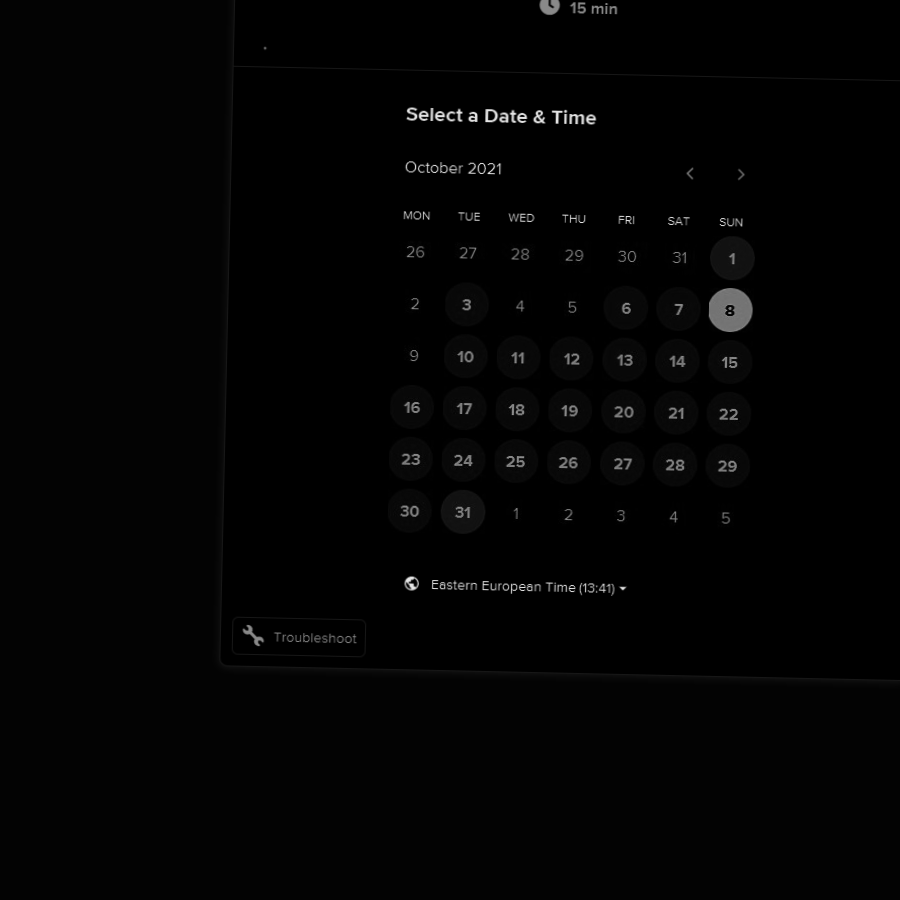 15 min
Select a Date & Time
October 2021
MON TUE WED THU FRI SAT SUN
26 27 28 29 30 31 1
2 3 4 5 6 7 8
9 10 11 12 13 14 15
16 17 18 19 20 21 22
23 24 25 26 27 28 29
30 31 1 2 3 4 5
Eastern European Time (13:41)
Troubleshoot